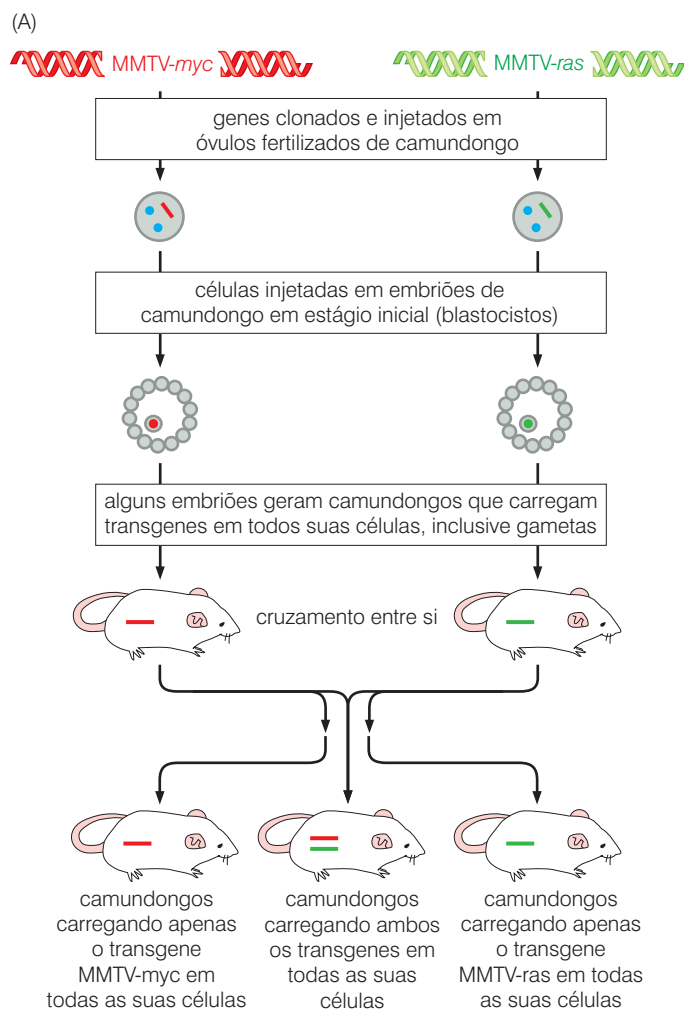 (A)
MMTV-myc
MMTV-ras
genes clonados e injetados em
óvulos fertilizados de camundongo
células injetadas em embriões de
camundongo em estágio inicial (blastocistos)
alguns embriões geram camundongos que carregam
transgenes em todos suas células, inclusive gametas
cruzamento entre si
camundongos
carregando apenas
o transgene
MMTV-myc em
todas as suas células
camundongos
carregando ambos
os transgenes em
todas as suas
células
camundongos
carregando apenas
o transgene
MMTV-ras em todas
as suas células